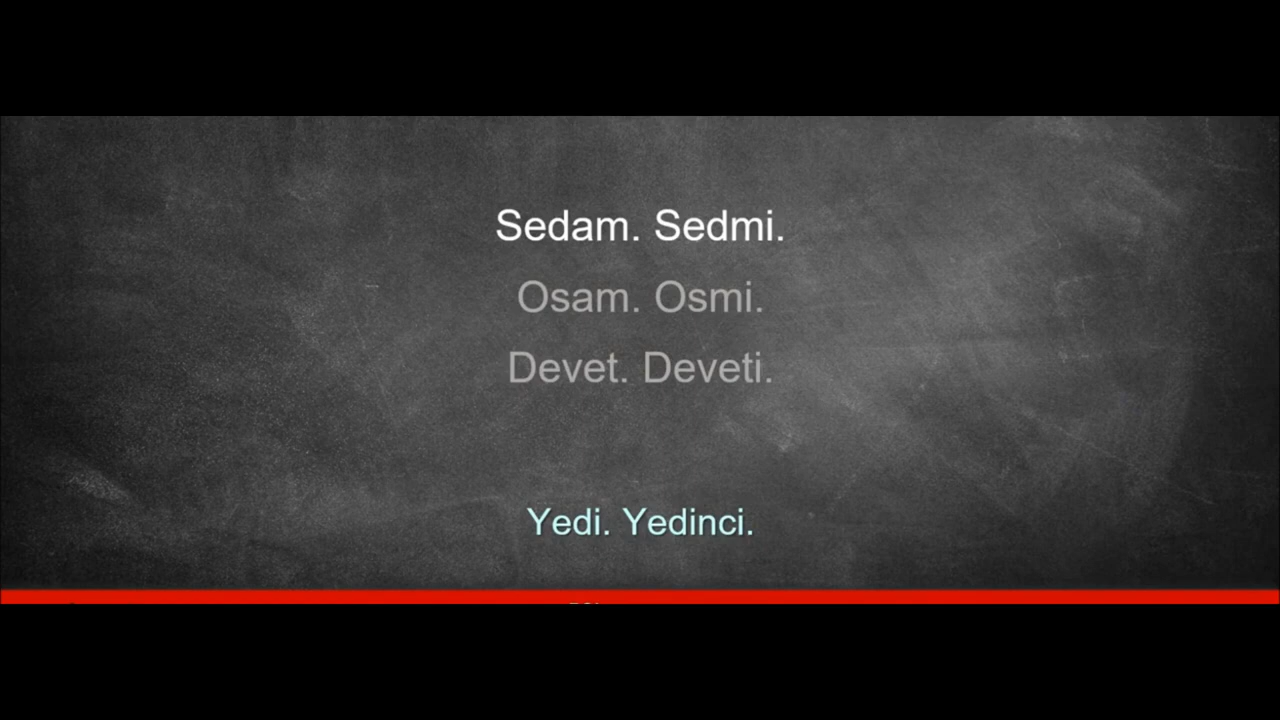 Sedam. Sedmi.
Osam. Osmi.
Devet. Deveti.
Yedi. Yedinci.